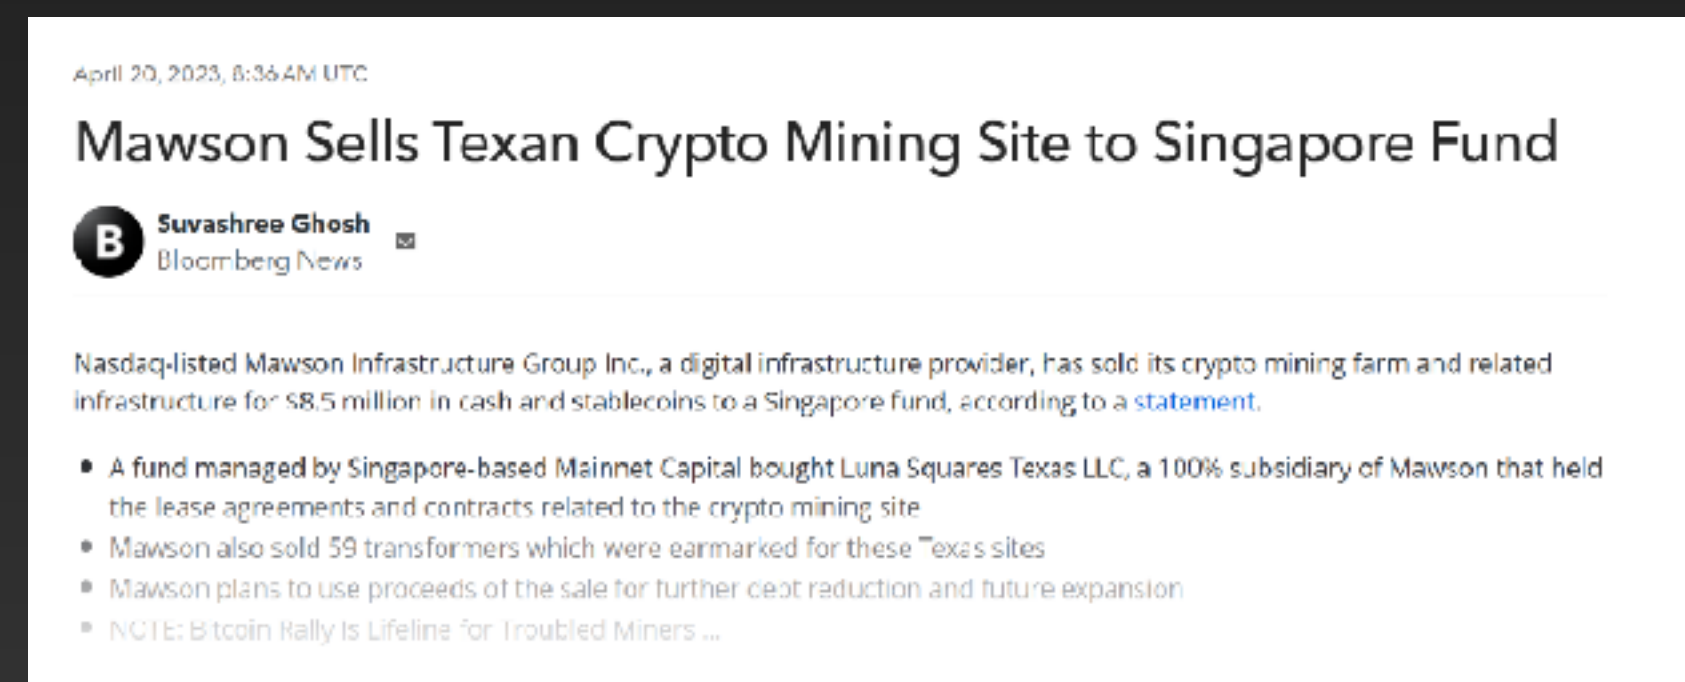 April 20, 2023, 8:36 AM UTC
Mawson Sells Texan Crypto Mining Site to Singapore Fund
B
Suvashree Ghosh
Bloomberg News
Nasdaq-listed Mawson Infrastructure Group Inc., a digital infrastructure provider, has sold its crypto mining farm and related
infrastructure for $8.5 million in cash and stablecoins to a Singapore fund, according to a statement.
• A fund managed by Singapore-based Mainnet Capital bought Luna Squares Texas LLC, a 100% subsidiary of Mawson that held
the lease agreements and contracts related to the crypto mining site
• Mawson also sold 59 transformers which were earmarked for these Texas sites
• Mawson plans to use proceeds of the sale for further debt reduction and future expansion
• NOTE: Bitcoin Rally Is Lifeline for Troubled Miners ...